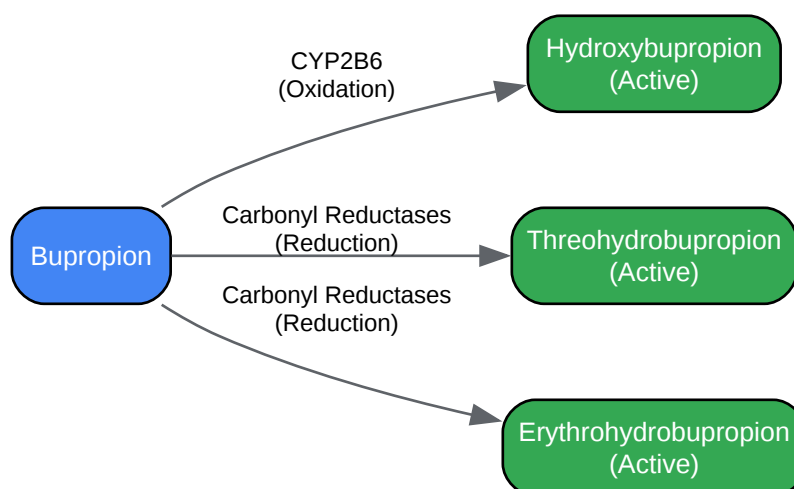 Hydroxybupropion
(Active)
CYP2B6
(Oxidation)
Carbonyl Reductases
(Reduction)
Threohydrobupropion
(Active)
Bupropion
Carbonyl Reductases
(Reduction)
Erythrohydrobupropion
(Active)